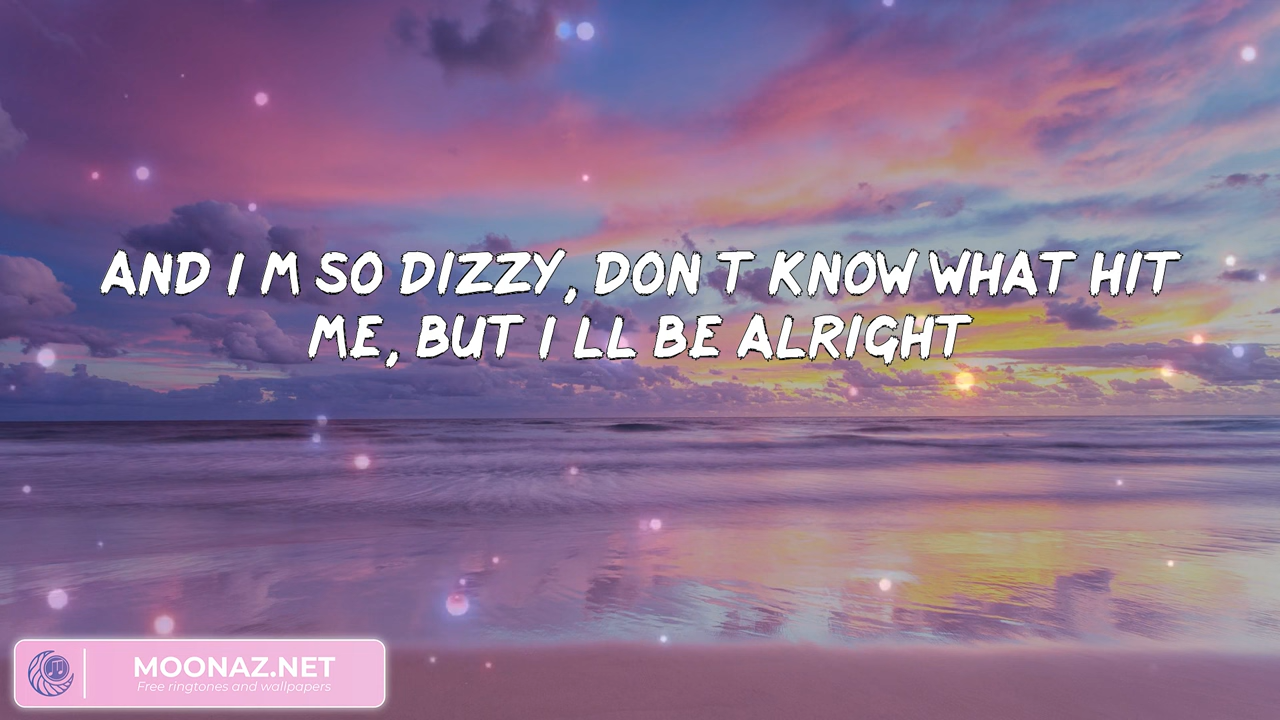 AND I M SO DIZZY, DON T KNOW WHAT HIT
ME, BUT I LL BE ALRIGHT
MOONAZ.NET
Free ringtones and wallpapers